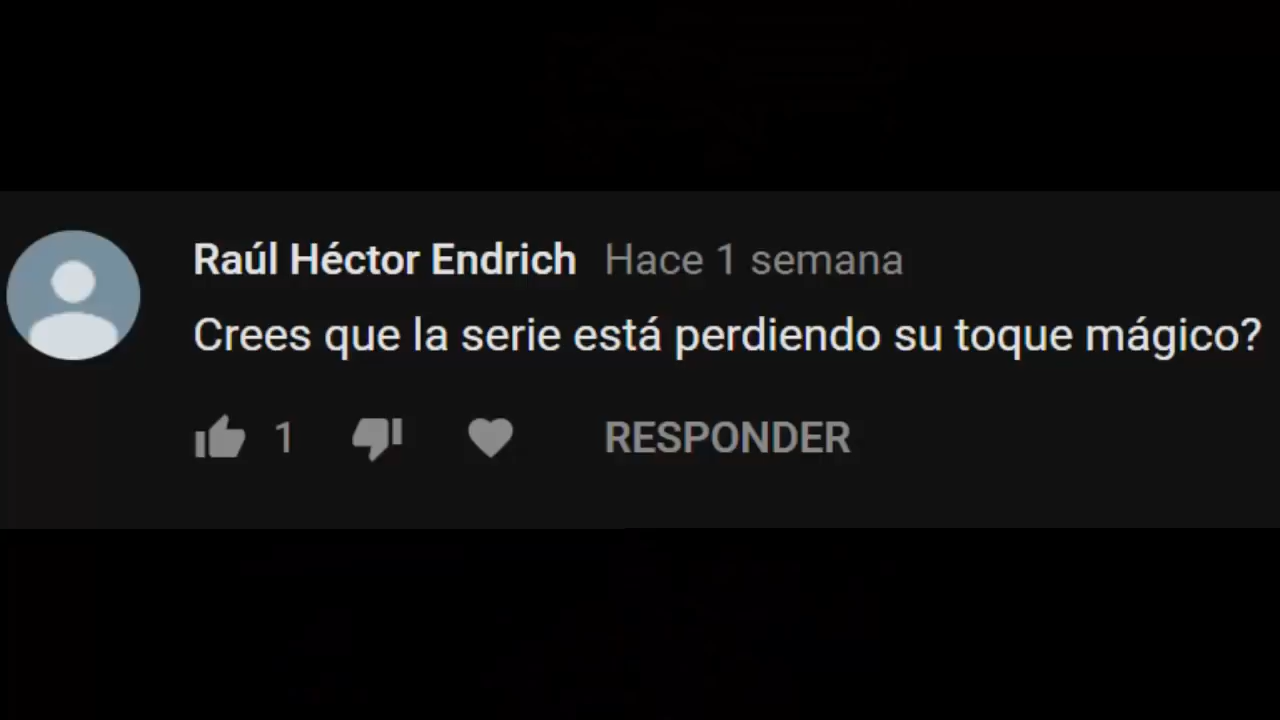 Raúl Héctor Endrich Hace 1 semana
Crees que la serie está perdiendo su toque mágico?
1 RESPONDER